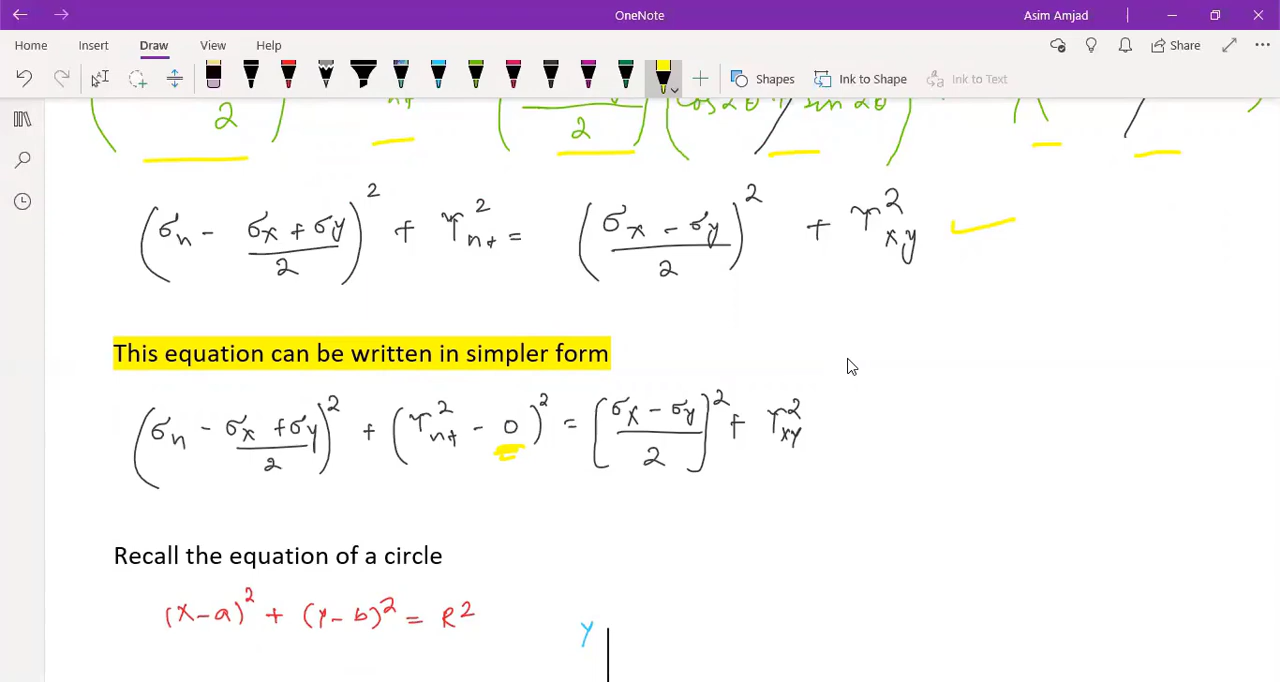 OneNote
Asim Amjad
Home Insert Draw View Help
Share
Shapes Ink to Shape Ink to Text
2 nt 2 cos2θ + sin2θ
(σn - σx + σy / 2)² + τ²nt = (σx - σy / 2)² + τ²xy
This equation can be written in simpler form
(σn - σx + σy / 2)² + (τ²nt - 0)² = [σx - σy / 2]² + τ²xy
Recall the equation of a circle
(x-a)² + (y-b)² = R²
Y